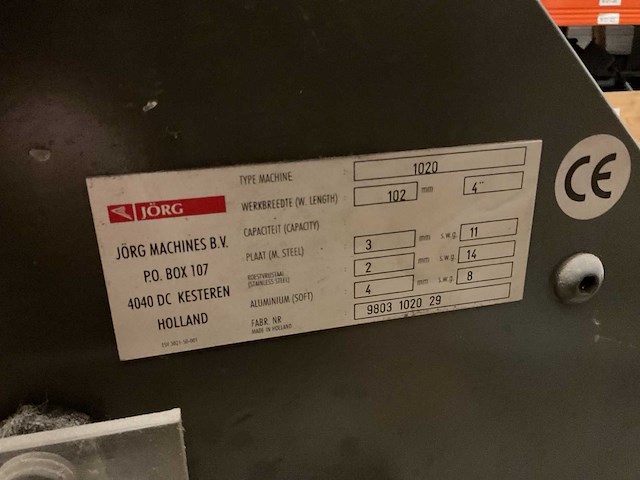 JÖRG
JÖRG MACHINES B.V.
P.O. BOX 107
4040 DC KESTEREN
HOLLAND
TYPE MACHINE 1020
WERKBREEDTE (W. LENGTH) 102 mm 4"
CAPACITEIT (CAPACITY)
PLAAT (M. STEEL) 3 mm s.w.g. 11
ROESTVRIJSTAAL 2 mm s.w.g. 14
(STAINLESS STEEL)
ALUMINIUM (SOFT) 4 mm s.w.g. 8
FABR. NR 9803 1020 29
MADE IN HOLLAND
CE